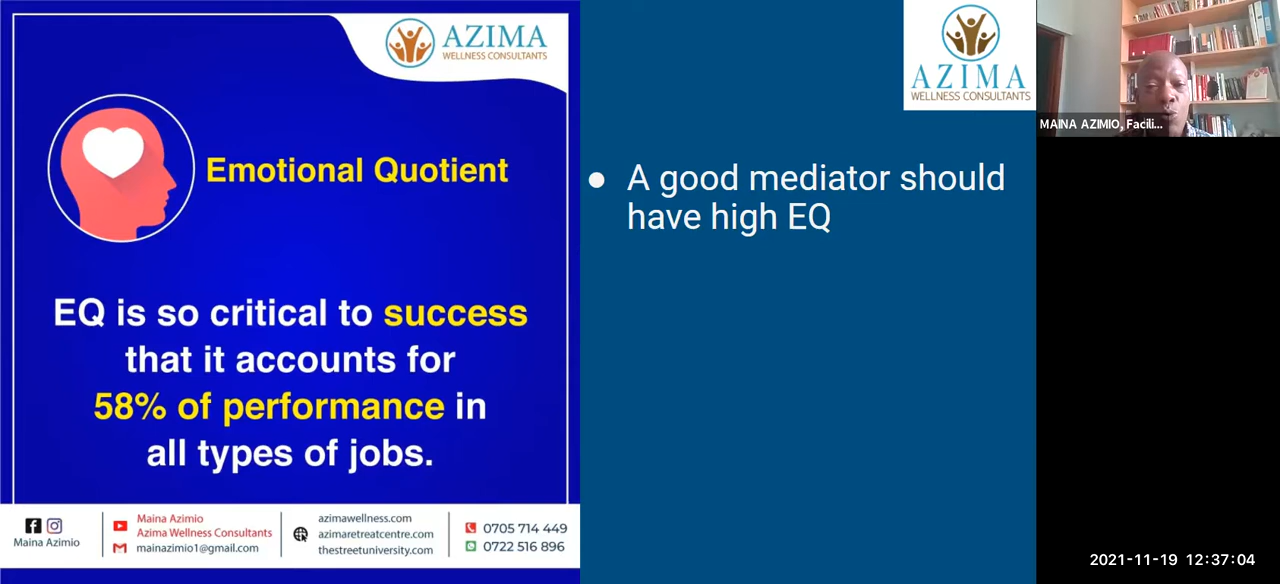 AZIMA
WELLNESS CONSULTANTS
Emotional Quotient
EQ is so critical to success
that it accounts for
58% of performance in
all types of jobs.
Maina Azimio
Maina Azimio
Azima Wellness Consultants
mainazimio1@gmail.com
azimawellness.com
azimaretreatcentre.com
thestreetuniversity.com
0705 714 449
0722 516 896
AZIMA
WELLNESS CONSULTANTS
● A good mediator should
have high EQ
MAINA AZIMIO, Facili...
2021-11-19 12:37:04